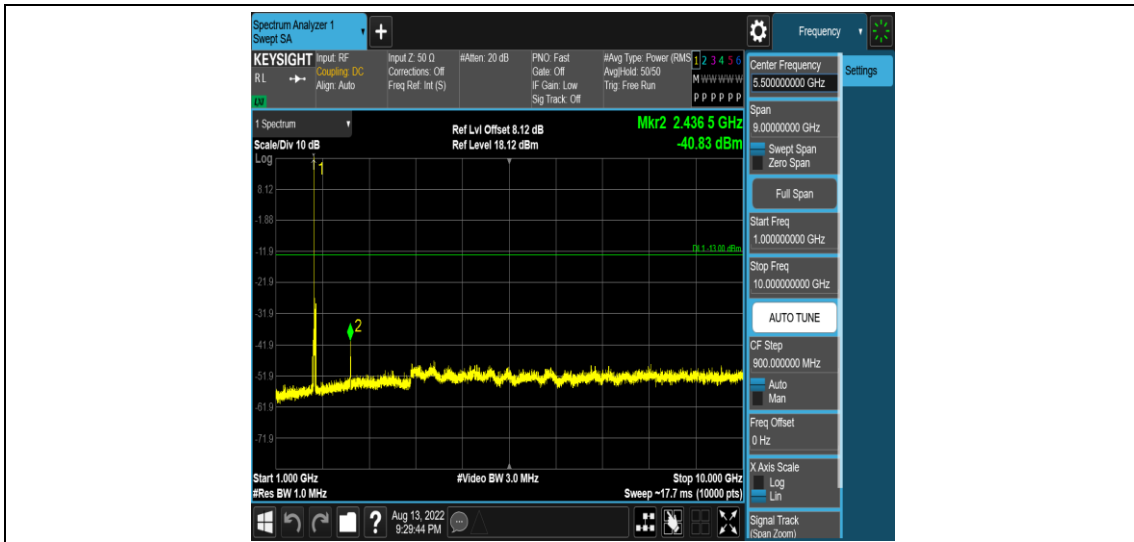 Spectrum Analyzer 1
Swept SA
+
Frequency
KEYSIGHT
RL
LXI
Input: RF
Coupling: DC
Align: Auto
Input Z: 50 Ω
Corrections: Off
Freq Ref: Int (S)
#Atten: 20 dB
PNO: Fast
Gate: Off
IF Gain: Low
Sig Track: Off
#Avg Type: Power (RMS
Avg|Hold: 50/50
Trig: Free Run
1 2 3 4 5 6
M W W W W W
P P P P P P
1 Spectrum
Scale/Div 10 dB
Log
Ref Lvl Offset 8.12 dB
Ref Level 18.12 dBm
Mkr2 2.436 5 GHz
-40.83 dBm
1
8.12
-1.88
-11.9
DL1 -13.00 dBm
-21.9
-31.9
2
-41.9
-51.9
-61.9
-71.9
Start 1.000 GHz
#Res BW 1.0 MHz
#Video BW 3.0 MHz
Stop 10.000 GHz
Sweep ~17.7 ms (10000 pts)
Center Frequency
5.500000000 GHz
Settings
Span
9.00000000 GHz
Swept Span
Zero Span
Full Span
Start Freq
1.000000000 GHz
Stop Freq
10.000000000 GHz
AUTO TUNE
CF Step
900.000000 MHz
Auto
Man
Freq Offset
0 Hz
X Axis Scale
Log
Lin
Signal Track
(Span Zoom)
?
Aug 13, 2022
9:29:44 PM